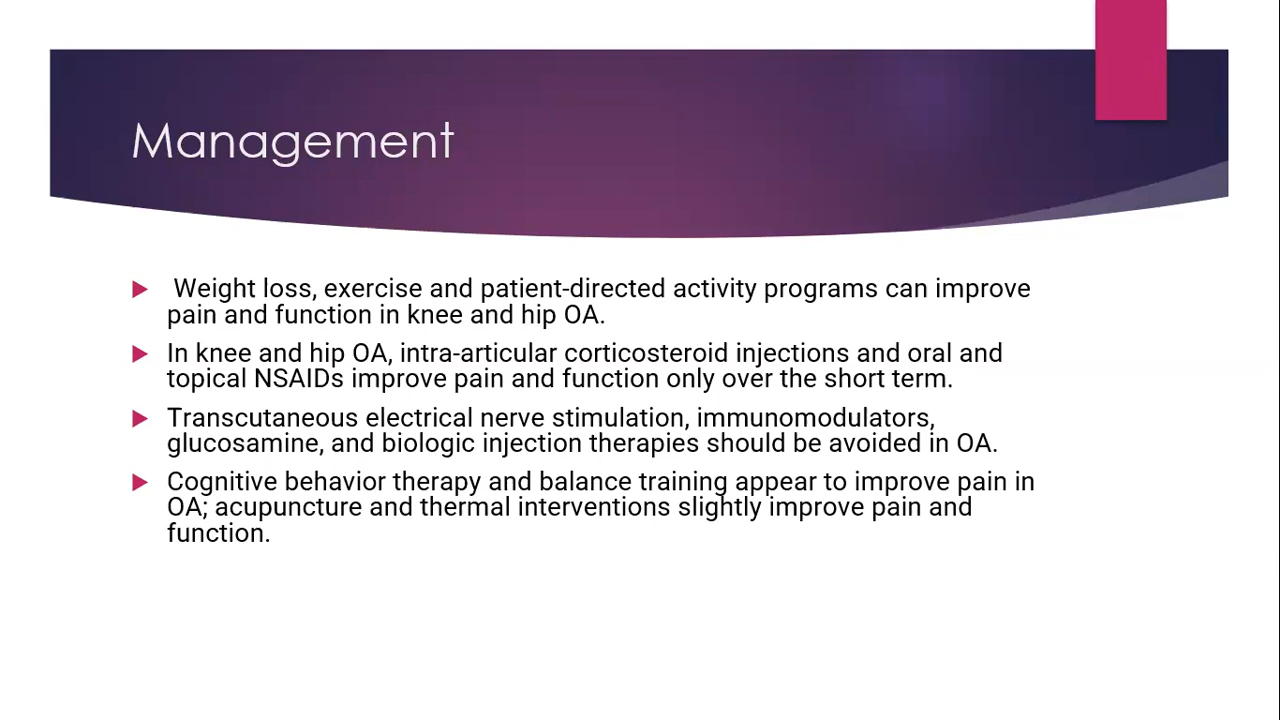 Management
Weight loss, exercise and patient-directed activity programs can improve
pain and function in knee and hip OA.
In knee and hip OA, intra-articular corticosteroid injections and oral and
topical NSAIDs improve pain and function only over the short term.
Transcutaneous electrical nerve stimulation, immunomodulators,
glucosamine, and biologic injection therapies should be avoided in OA.
Cognitive behavior therapy and balance training appear to improve pain in
OA; acupuncture and thermal interventions slightly improve pain and
function.